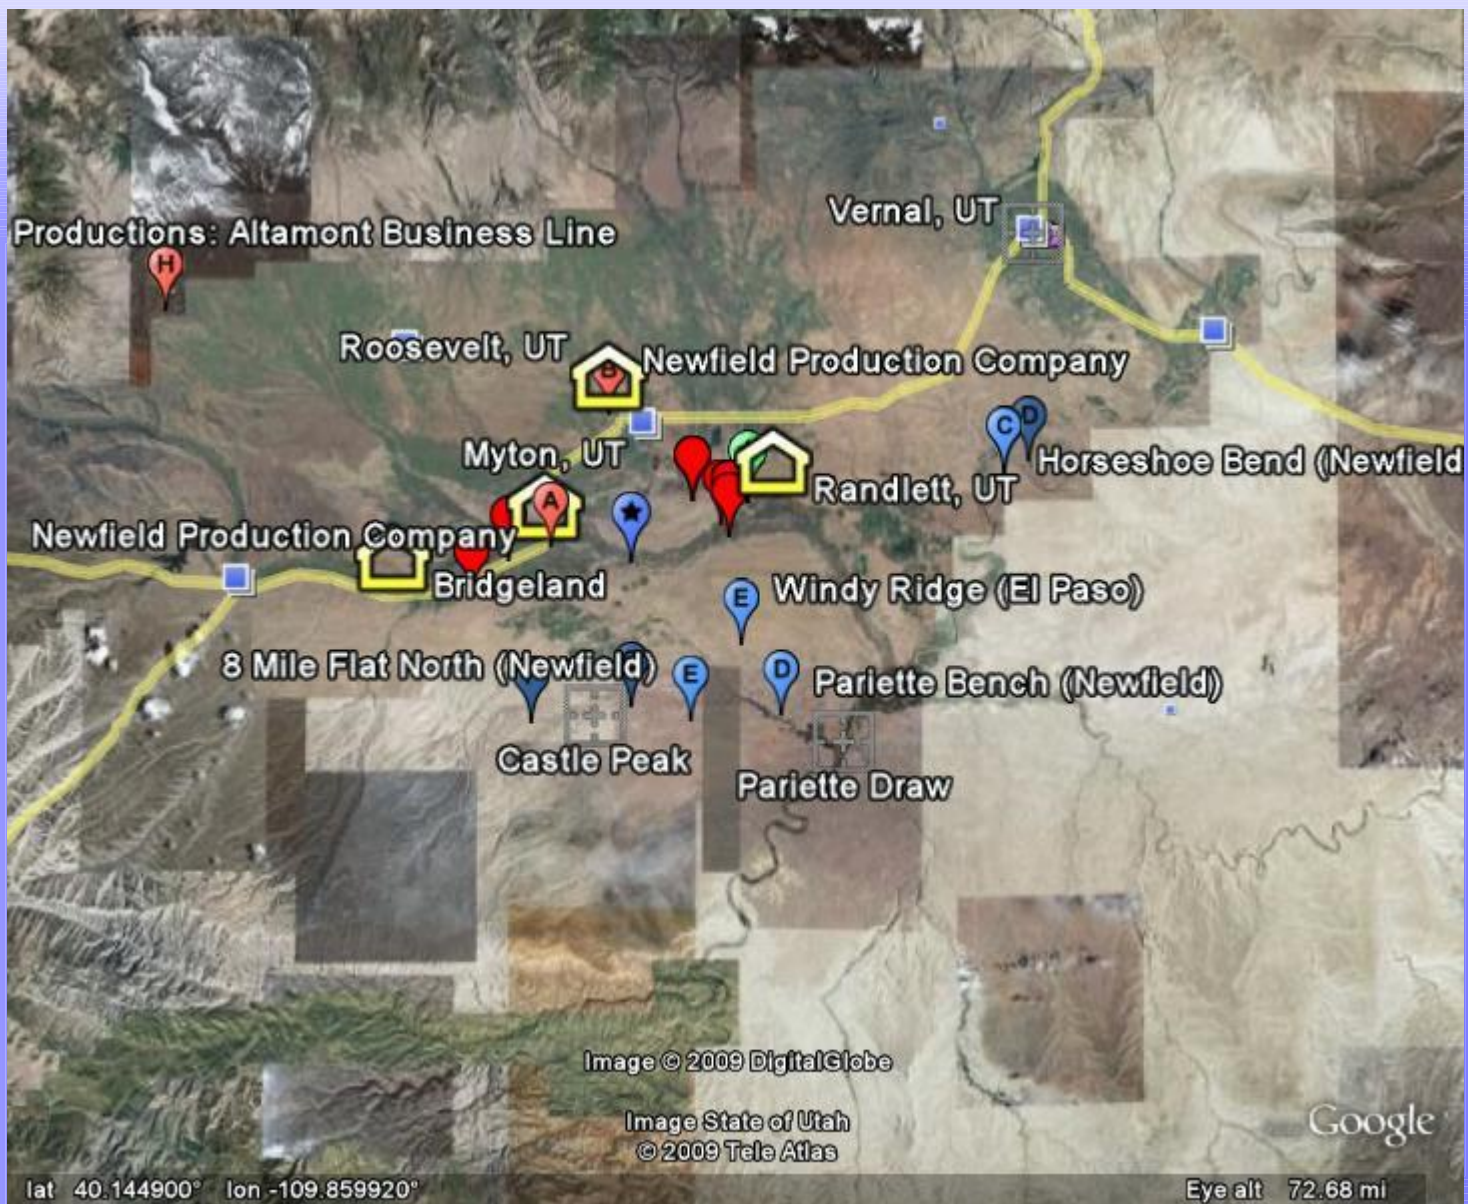 Vernal, UT
Productions: Altamont Business Line
H
Roosevelt, UT
Newfield Production Company
B
C
D
Myton, UT
Horseshoe Bend (Newfield
Randlett, UT
A
Newfield Production Company
Bridgeland
E
Windy Ridge (El Paso)
8 Mile Flat North (Newfield)
E
D
Pariette Bench (Newfield)
Castle Peak
Pariette Draw
Image © 2009 DigitalGlobe
Image State of Utah
© 2009 Tele Atlas
Google
lat 40.144900° lon -109.859920°
Eye alt 72.68 mi